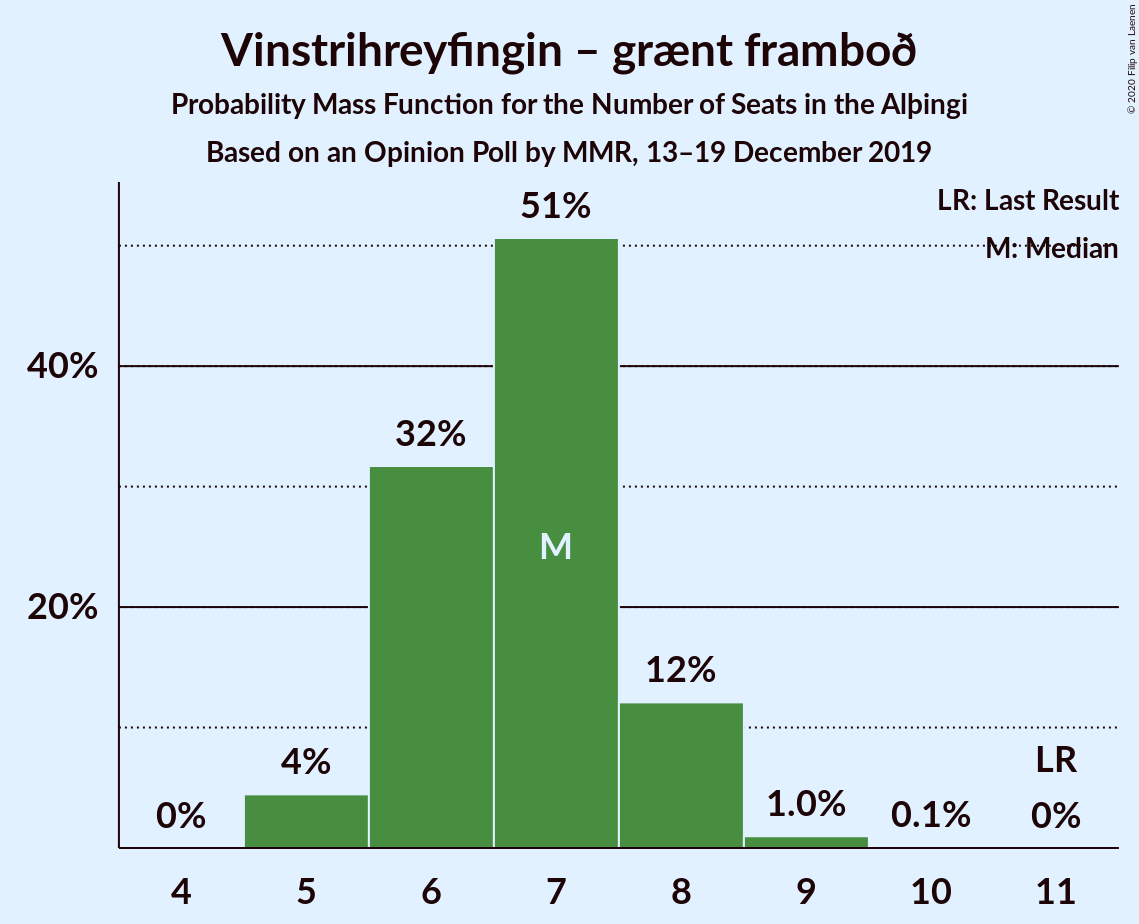 Vinstrihreyfingin – grænt framboð
Probability Mass Function for the Number of Seats in the Alþingi
Based on an Opinion Poll by MMR, 13–19 December 2019
© 2020 Filip van Laenen
LR: Last Result
M: Median
51%
40%
32%
M
20%
12%
4%
LR
0%
1.0%
0.1%
0%
4 5 6 7 8 9 10 11